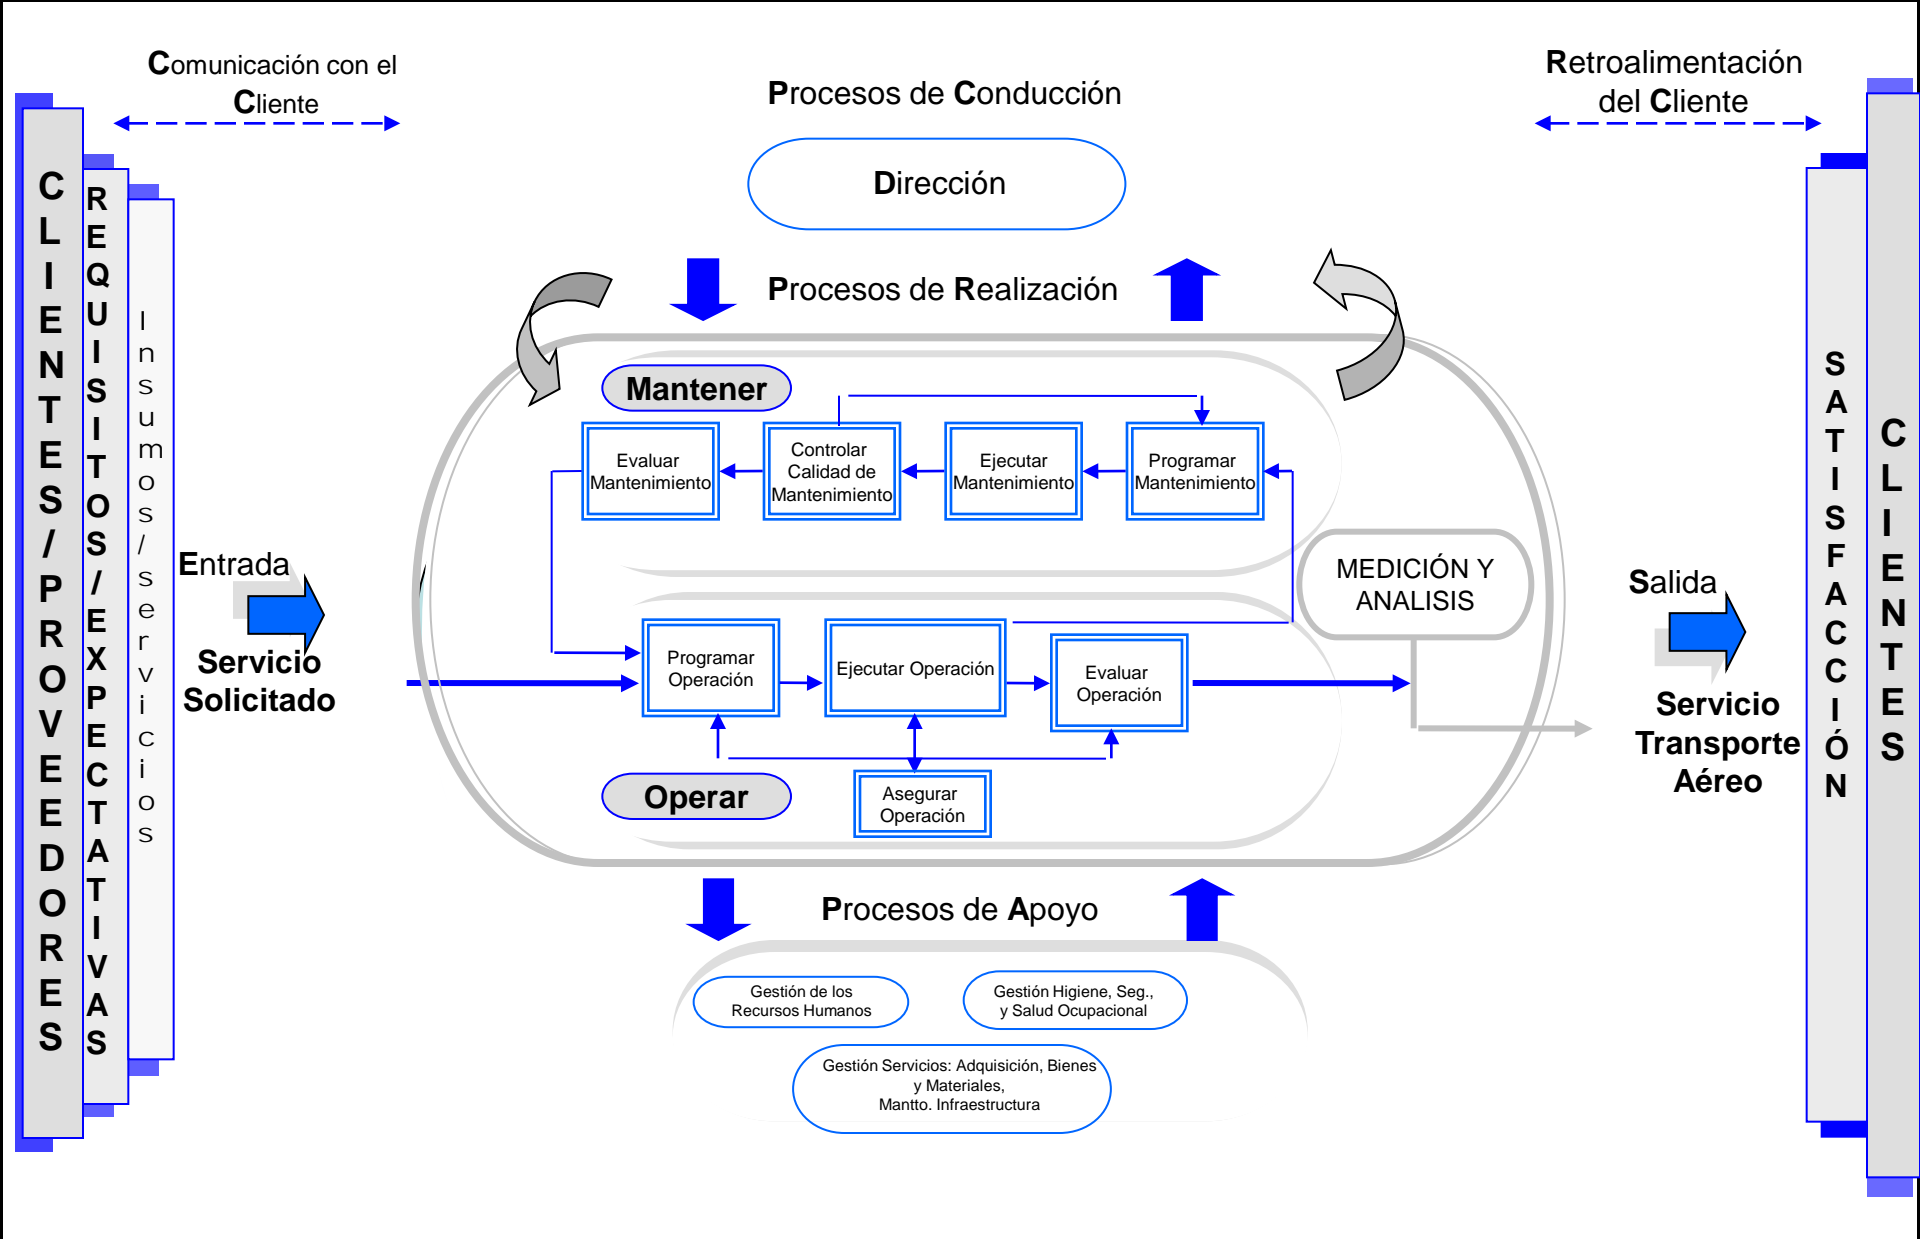 Comunicación con el
Cliente
Procesos de Conducción
Dirección
Retroalimentación
del Cliente
CLIENTES/PROVEEDORES
REQUISITOS/EXPECTATIVAS
Insumos/servicios
Entrada
Servicio
Solicitado
Procesos de Realización
Mantener
Evaluar
Mantenimiento
Controlar
Calidad de
Mantenimiento
Ejecutar
Mantenimiento
Programar
Mantenimiento
MEDICIÓN Y
ANALISIS
Programar
Operación
Ejecutar Operación
Evaluar
Operación
Operar
Asegurar
Operación
Salida
Servicio
Transporte
Aéreo
SATISFACCIÓN
CLIENTES
Procesos de Apoyo
Gestión de los
Recursos Humanos
Gestión Higiene, Seg.,
y Salud Ocupacional
Gestión Servicios: Adquisición, Bienes
y Materiales,
Mantto. Infraestructura